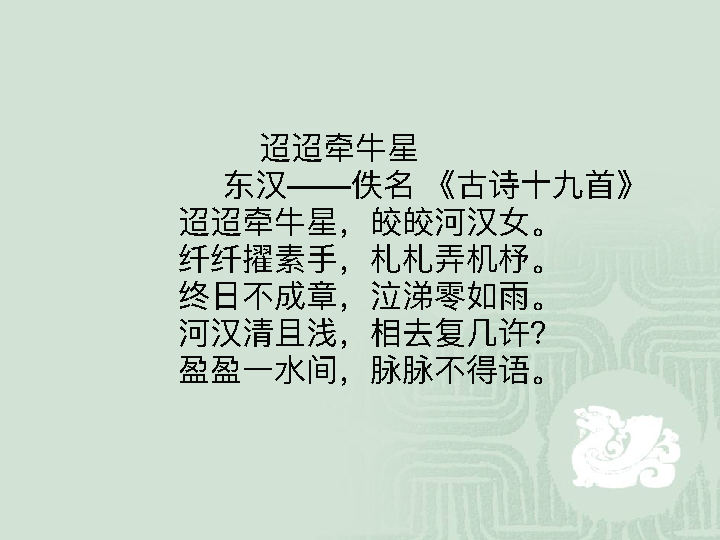 迢迢牵牛星
东汉——佚名 《古诗十九首》
迢迢牵牛星，皎皎河汉女。
纤纤擢素手，札札弄机杼。
终日不成章，泣涕零如雨。
河汉清且浅，相去复几许?
盈盈一水间，脉脉不得语。